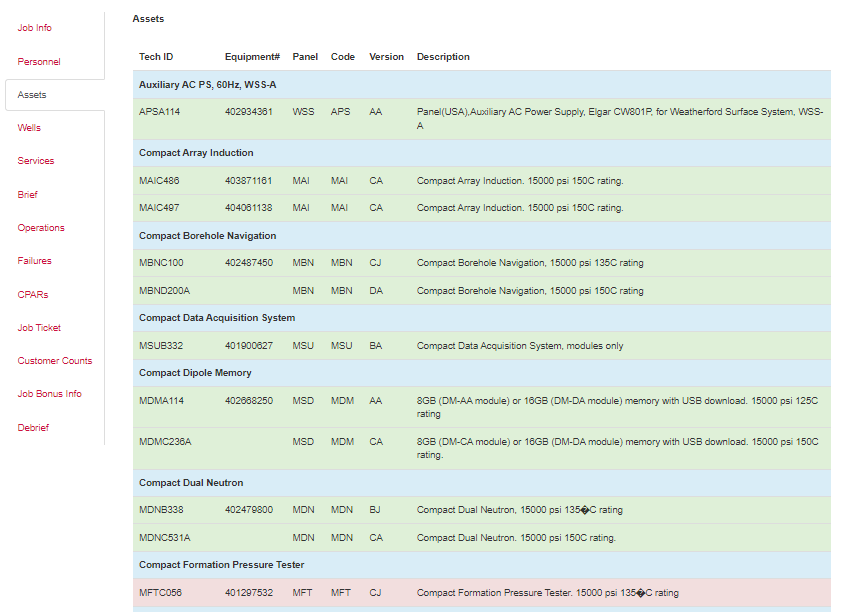 Job Info
Personnel
Assets
Wells
Services
Brief
Operations
Failures
CPARs
Job Ticket
Customer Counts
Job Bonus Info
Debrief
Assets
Tech ID Equipment# Panel Code Version Description
Auxiliary AC PS, 60Hz, WSS-A
APSA114 402934361 WSS APS AA Panel(USA),Auxiliary AC Power Supply, Elgar CW801P, for Weatherford Surface System, WSS-
A
Compact Array Induction
MAIC486 403871161 MAI MAI CA Compact Array Induction. 15000 psi 150C rating.
MAIC497 404061138 MAI MAI CA Compact Array Induction. 15000 psi 150C rating.
Compact Borehole Navigation
MBNC100 402487450 MBN MBN CJ Compact Borehole Navigation, 15000 psi 135C rating
MBND200A MBN MBN DA Compact Borehole Navigation, 15000 psi 150C rating
Compact Data Acquisition System
MSUB332 401900627 MSU MSU BA Compact Data Acquisition System, modules only
Compact Dipole Memory
MDMA114 402668250 MSD MDM AA 8GB (DM-AA module) or 16GB (DM-DA module) memory with USB download. 15000 psi 125C
rating
MDMC236A MSD MDM CA 8GB (DM-CA module) or 16GB (DM-DA module) memory with USB download. 15000 psi 150C
rating.
Compact Dual Neutron
MDNB338 402479800 MDN MDN BJ Compact Dual Neutron, 15000 psi 135�C rating
MDNC531A MDN MDN CA Compact Dual Neutron. 15000 psi 150C rating.
Compact Formation Pressure Tester
MFTC056 401297532 MFT MFT CJ Compact Formation Pressure Tester. 15000 psi 135�C rating